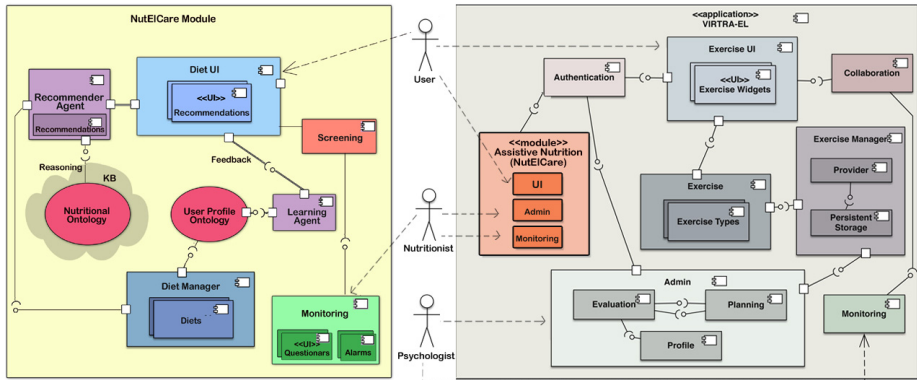 NutElCare Module
Diet UI
<<UI>>
Recommendations
Recommender
Agent
Recommendations
Screening
Reasoning
KB
Feedback
Nutritional
Ontology
User Profile
Ontology
Learning
Agent
Diet Manager
Diets
Monitoring
<<UI>>
Questionars
Alarms
User
Nutritionist
Psychologist
<<application>>
VIRTRA-EL
Authentication
Exercise UI
<<UI>>
Exercise Widgets
Collaboration
<<module>>
Assistive Nutrition
(NutElCare)
UI
Admin
Monitoring
Exercise
Exercise Types
Exercise Manager
Provider
Persistent
Storage
Admin
Evaluation
Planning
Profile
Monitoring